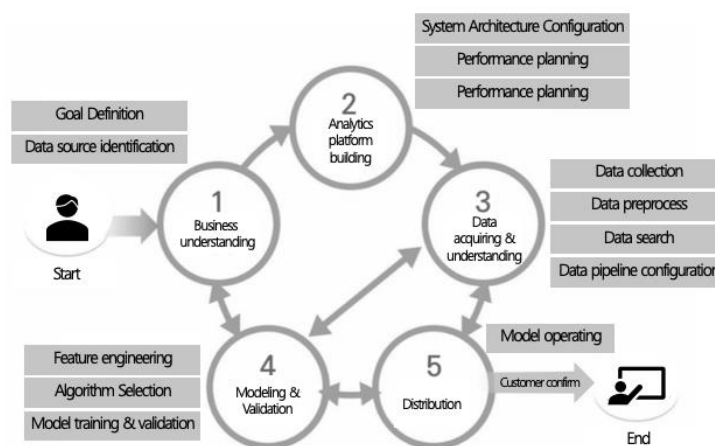 System Architecture Configuration
Performance planning
Performance planning
Goal Definition
Data source identification
Start
1
Business
understanding
2
Analytics
platform
building
3
Data
acquiring &
understanding
Data collection
Data preprocess
Data search
Data pipeline configuration
Feature engineering
Algorithm Selection
Model training & validation
4
Modeling &
Validation
5
Distribution
Model operating
Customer confirm
End